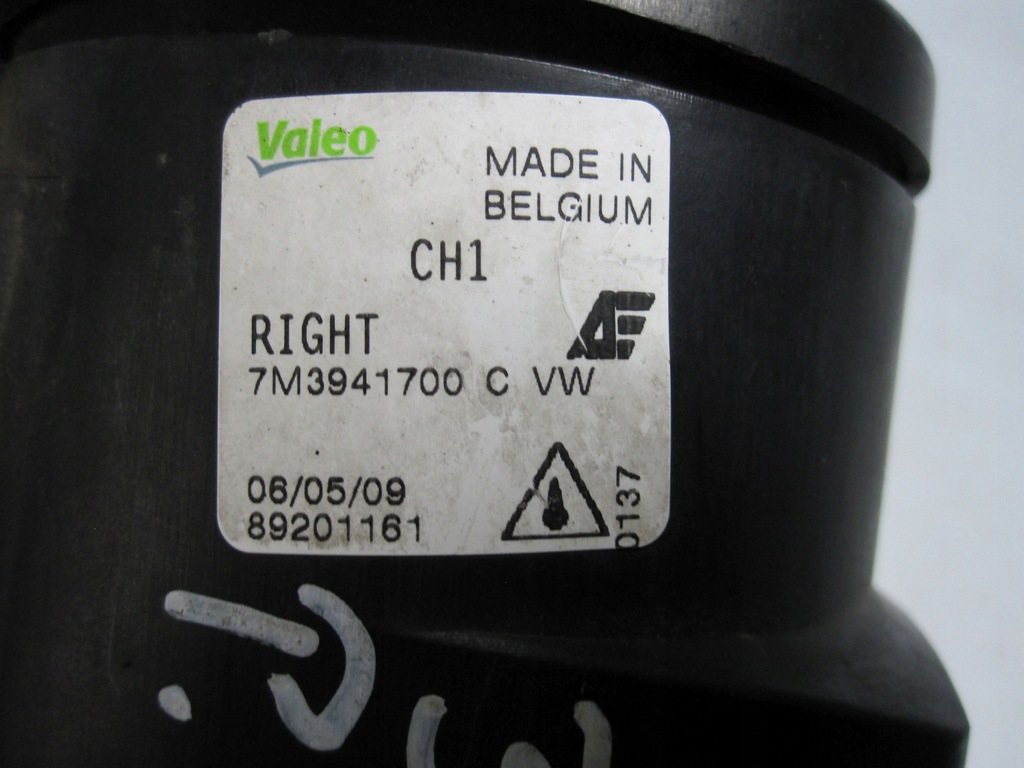 Valeo
MADE IN
BELGIUM
CH1
RIGHT
7M3941700 C VW
06/05/09
89201161
0137